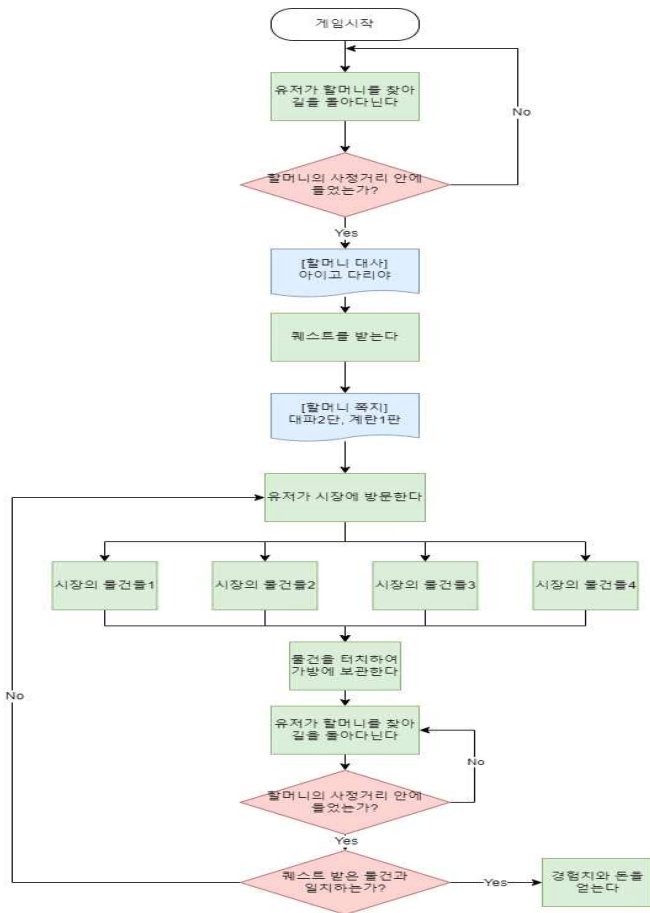 게임시작
유저가 할머니를 찾아
길을 돌아다닌다
No
할머니의 사정거리 안에
들었는가?
Yes
[할머니 대사]
아이고 다리야
퀘스트를 받는다
[할머니 쪽지]
대파2단, 계란1판
유저가 시장에 방문한다
시장의 물건들1
시장의 물건들2
시장의 물건들3
시장의 물건들4
물건을 터치하여
가방에 보관한다
No
유저가 할머니를 찾아
길을 돌아다닌다
No
할머니의 사정거리 안에
들었는가?
Yes
퀘스트 받은 물건과
일치하는가?
Yes
경험치와 돈을
얻는다